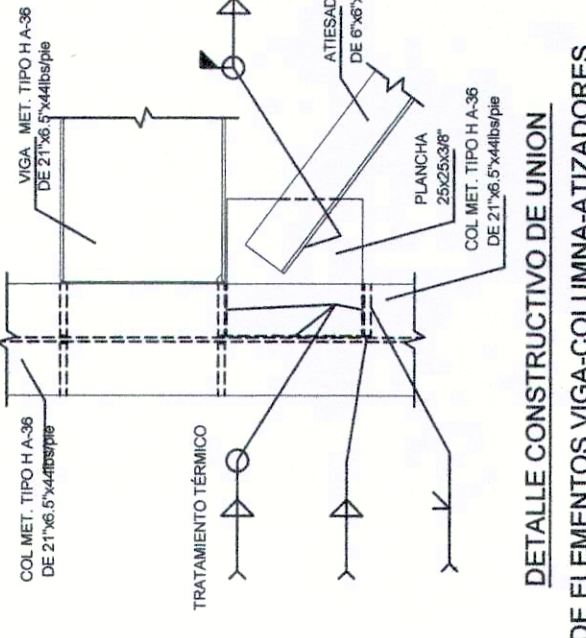 VIGA MET. TIPO H A-36
DE 21"x6.5"x44lbs/pie
ATIESAD
DE 6"x6"x
COL MET. TIPO H A-36
DE 21"x6.5"x44lbs/pie
PLANCHA
25x25x3/8"
COL MET. TIPO H A-36
DE 21"x6.5"x44lbs/pie
TRATAMIENTO TÉRMICO
DETALLE CONSTRUCTIVO DE UNION
DE ELEMENTOS VIGA-COLUMNA-ATIZADORES